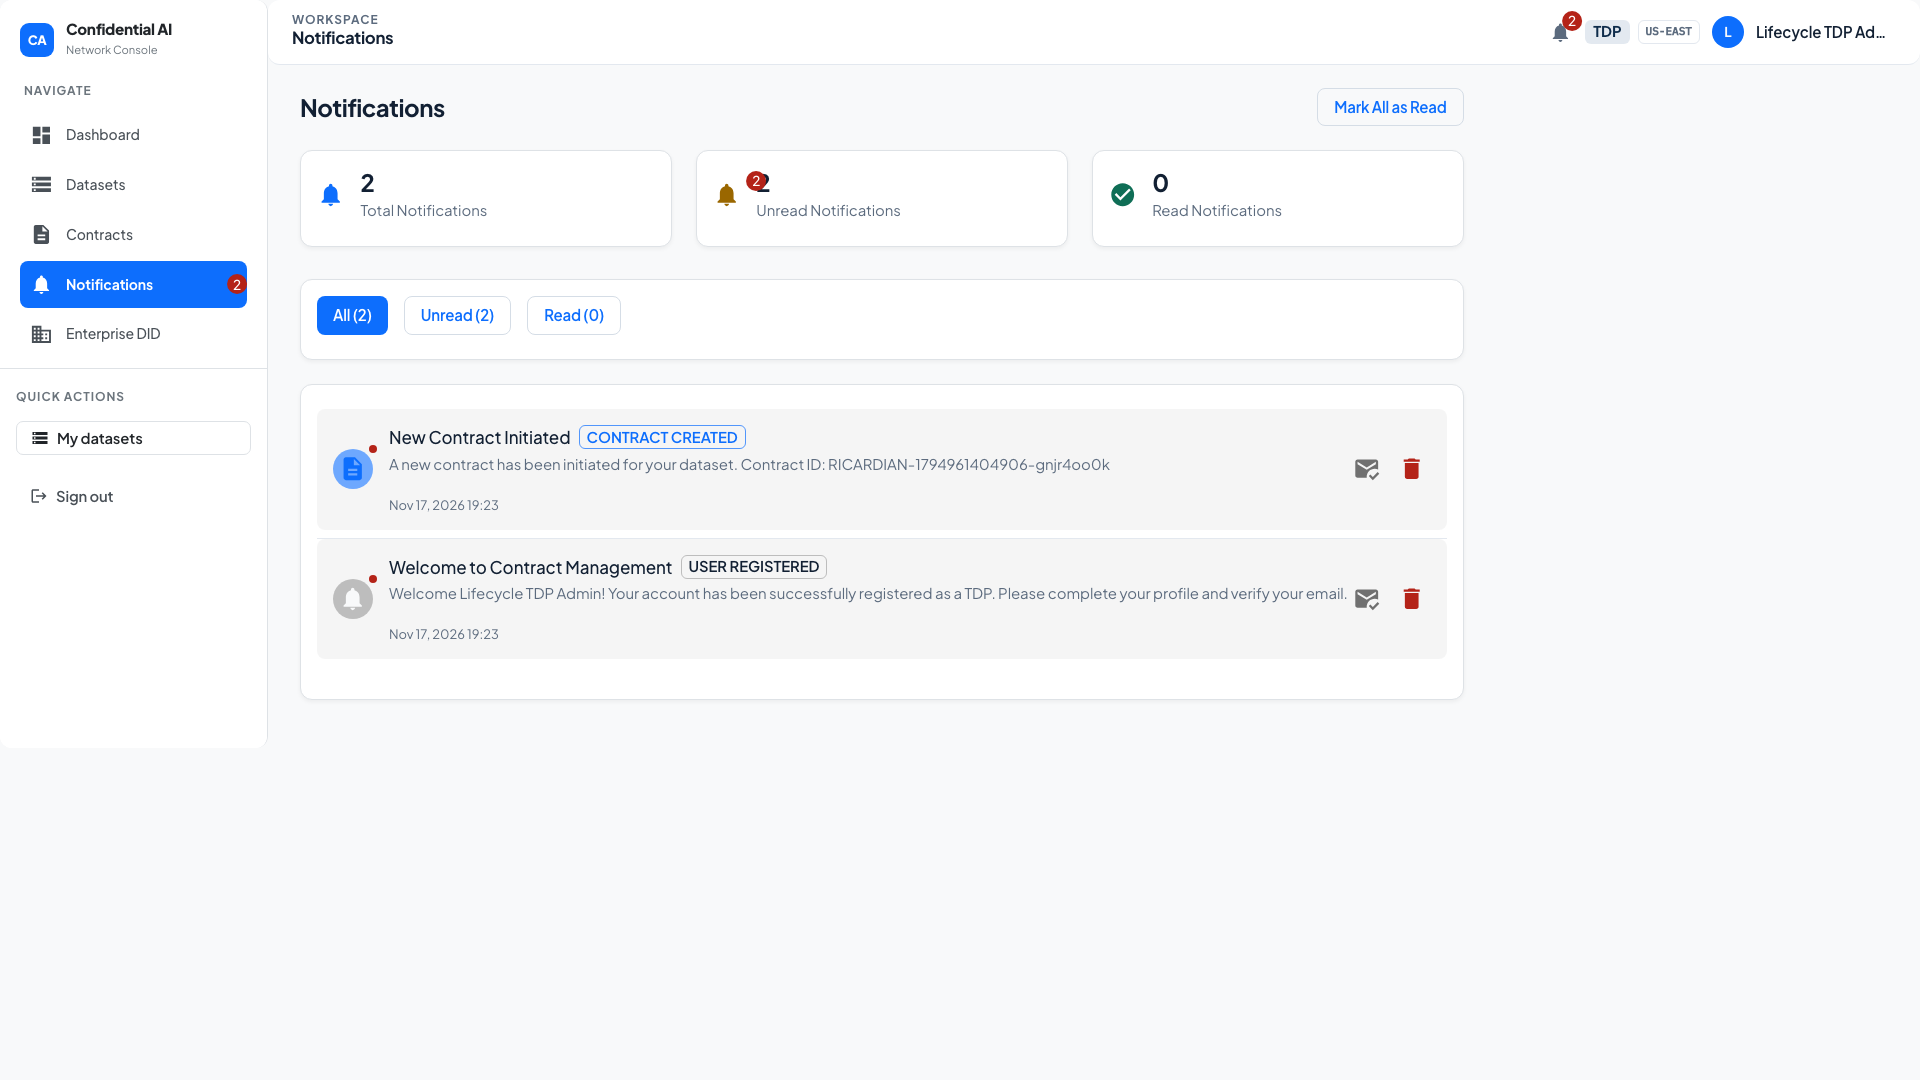 CA
Confidential AI
Network Console
NAVIGATE
Dashboard
Datasets
Contracts
Notifications
2
Enterprise DID
QUICK ACTIONS
My datasets
Sign out
WORKSPACE
Notifications
2
TDP
US-EAST
L
Lifecycle TDP Ad...
Notifications
Mark All as Read
2
Total Notifications
2
2
Unread Notifications
0
Read Notifications
All (2)
Unread (2)
Read (0)
New Contract Initiated
CONTRACT CREATED
A new contract has been initiated for your dataset. Contract ID: RICARDIAN-1794961404906-gnjr4oo0k
Nov 17, 2026 19:23
Welcome to Contract Management
USER REGISTERED
Welcome Lifecycle TDP Admin! Your account has been successfully registered as a TDP. Please complete your profile and verify your email.
Nov 17, 2026 19:23